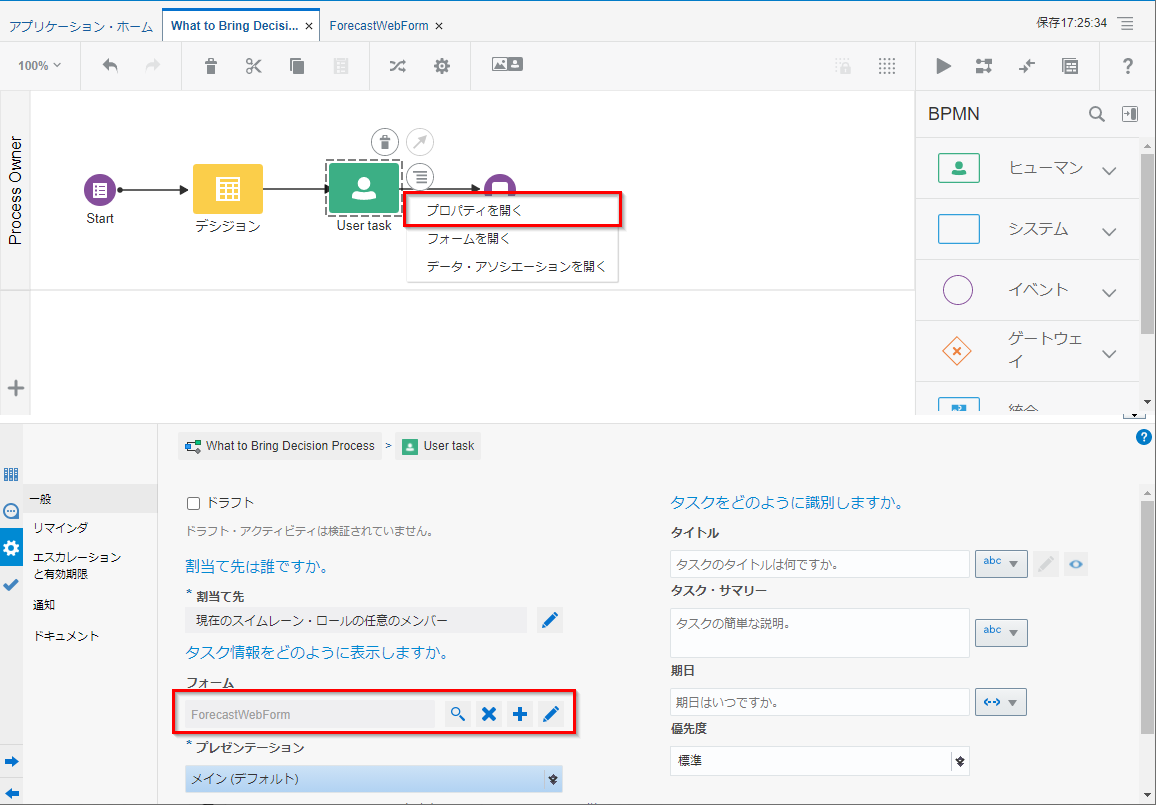 アプリケーション・ホーム
What to Bring Decisi... ×
ForecastWebForm ×
保存17:25:34
100%
?
BPMN
Process Owner
ヒューマン
システム
イベント
ゲートウェ
イ
統合
Start
デシジョン
User task
プロパティを開く
フォームを開く
データ・アソシエーションを開く
What to Bring Decision Process > User task
?
一般
リマインダ
エスカレーション
と有効期限
通知
ドキュメント
ドラフト
ドラフト・アクティビティは検証されていません。
割当て先は誰ですか。
* 割当て先
現在のスイムレーン・ロールの任意のメンバー
タスク情報をどのように表示しますか。
フォーム
ForecastWebForm
* プレゼンテーション
メイン (デフォルト)
タスクをどのように識別しますか。
タイトル
タスクのタイトルは何ですか。
abc
タスク・サマリー
タスクの簡単な説明。
abc
期日
期日はいつですか。
優先度
標準